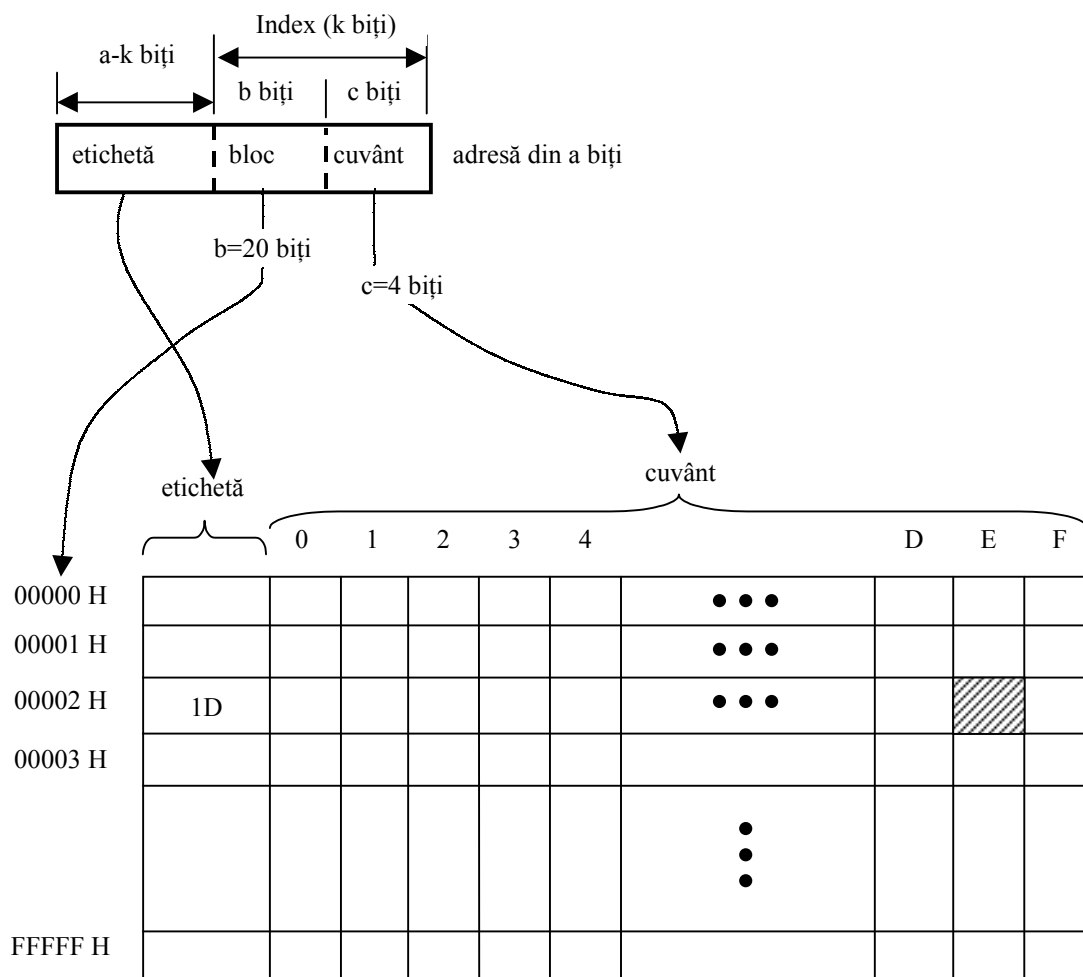 Index (k biți)
a-k biți
b biți c biți
etichetă bloc cuvânt adresă din a biți
b=20 biți
c=4 biți
cuvânt
etichetă
0 1 2 3 4 D E F
00000 H
00001 H
00002 H 1D
00003 H
FFFFF H